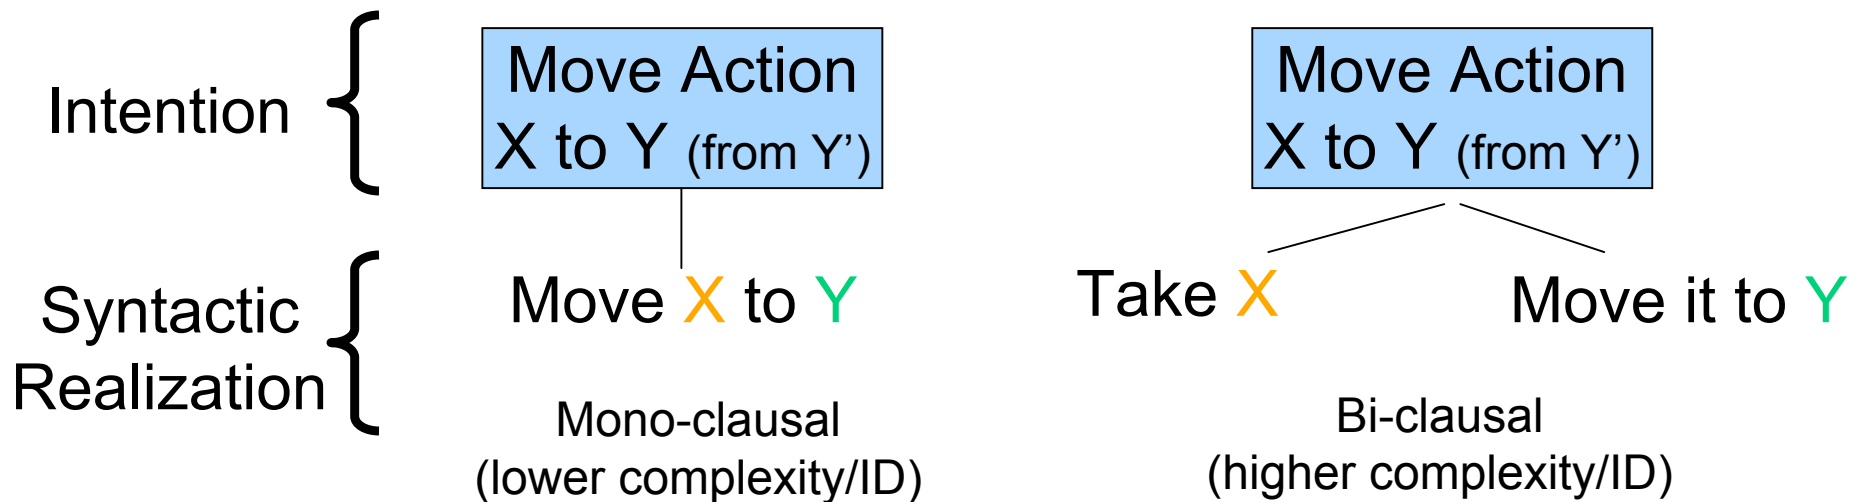 Intention
Move Action
X to Y (from Y’)
Move Action
X to Y (from Y’)
Syntactic
Realization
Move X to Y
Take X
Move it to Y
Mono-clausal
(lower complexity/ID)
Bi-clausal
(higher complexity/ID)